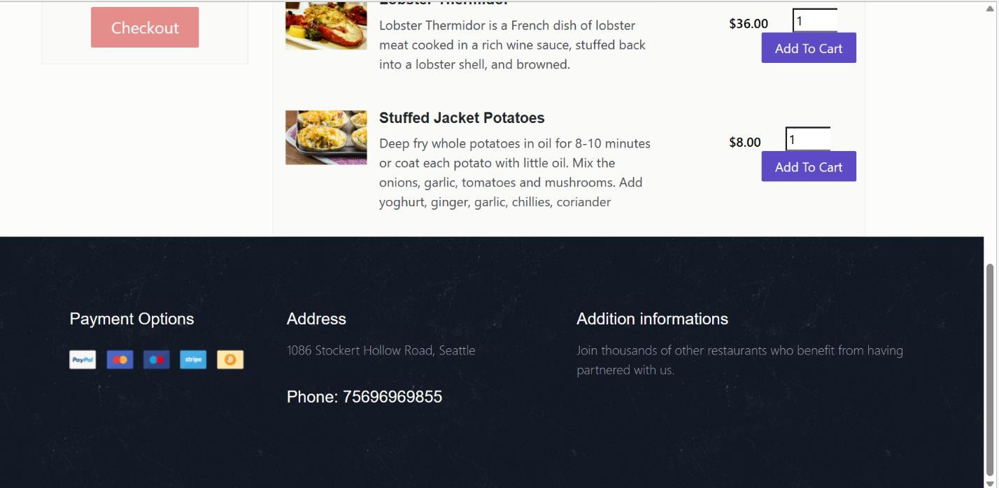 Checkout
Lobster Thermidor
Lobster Thermidor is a French dish of lobster
meat cooked in a rich wine sauce, stuffed back
into a lobster shell, and browned.
$36.00
1
Add To Cart
Stuffed Jacket Potatoes
Deep fry whole potatoes in oil for 8-10 minutes
or coat each potato with little oil. Mix the
onions, garlic, tomatoes and mushrooms. Add
yoghurt, ginger, garlic, chillies, coriander
$8.00
1
Add To Cart
Payment Options
PayPal
stripe
Address
1086 Stockert Hollow Road, Seattle
Phone: 75696969855
Addition informations
Join thousands of other restaurants who benefit from having
partnered with us.